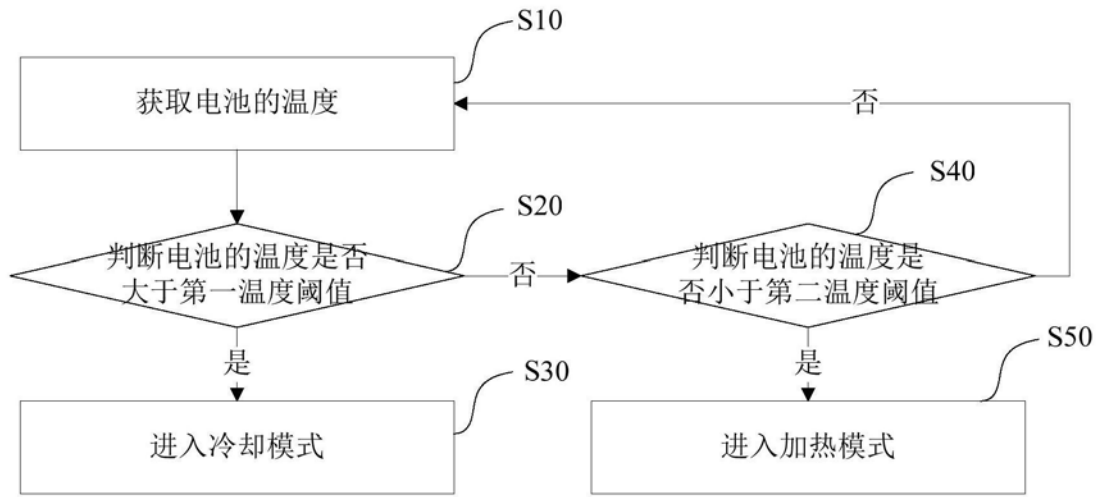 S10
获取电池的温度
否
S20
判断电池的温度是否
大于第一温度阈值
否
S40
判断电池的温度是
否小于第二温度阈值
是
S30
进入冷却模式
是
S50
进入加热模式